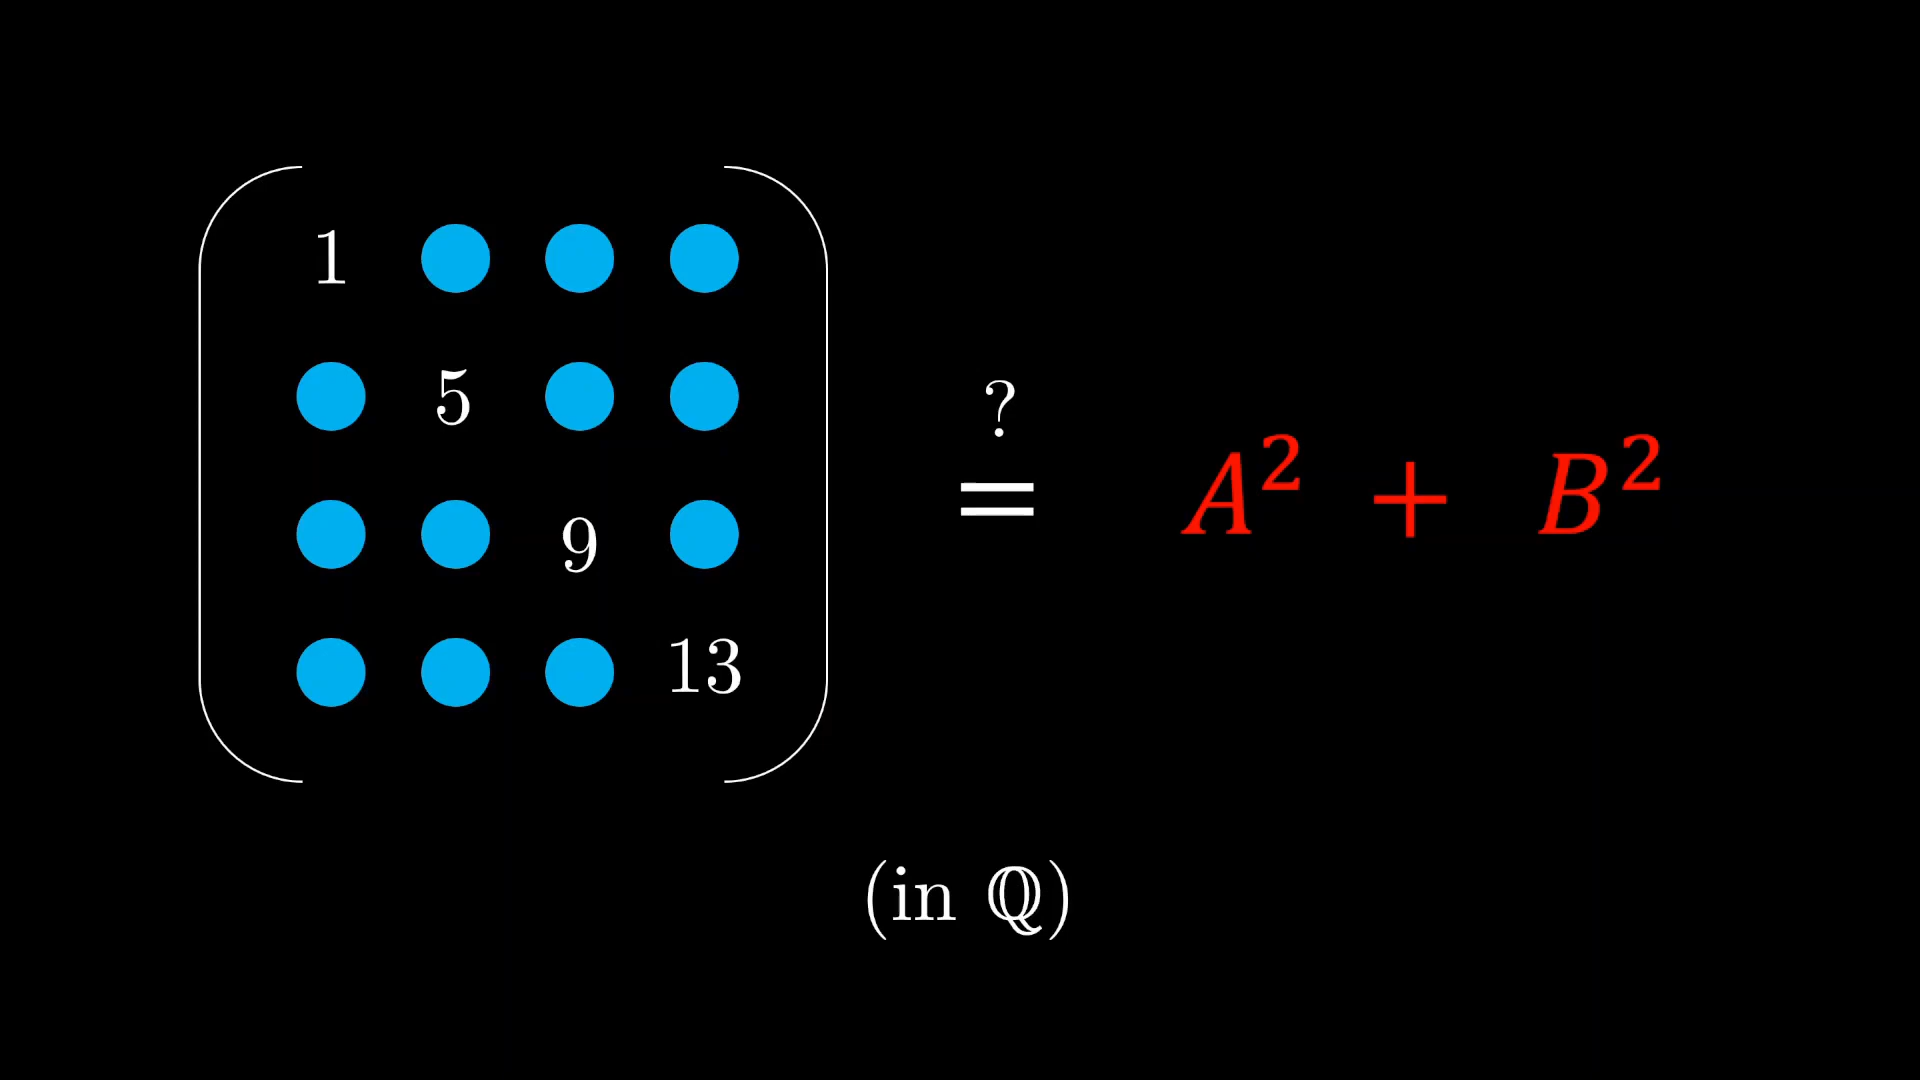 1
5
9
13
?
= A² + B²
(in ℚ)